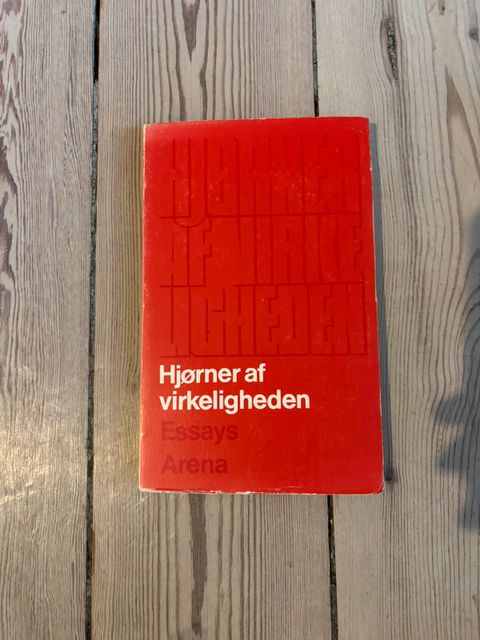 HJØRNER
AF VIRKE
LIGHEDEN
Hjørner af
virkeligheden
Essays
Arena